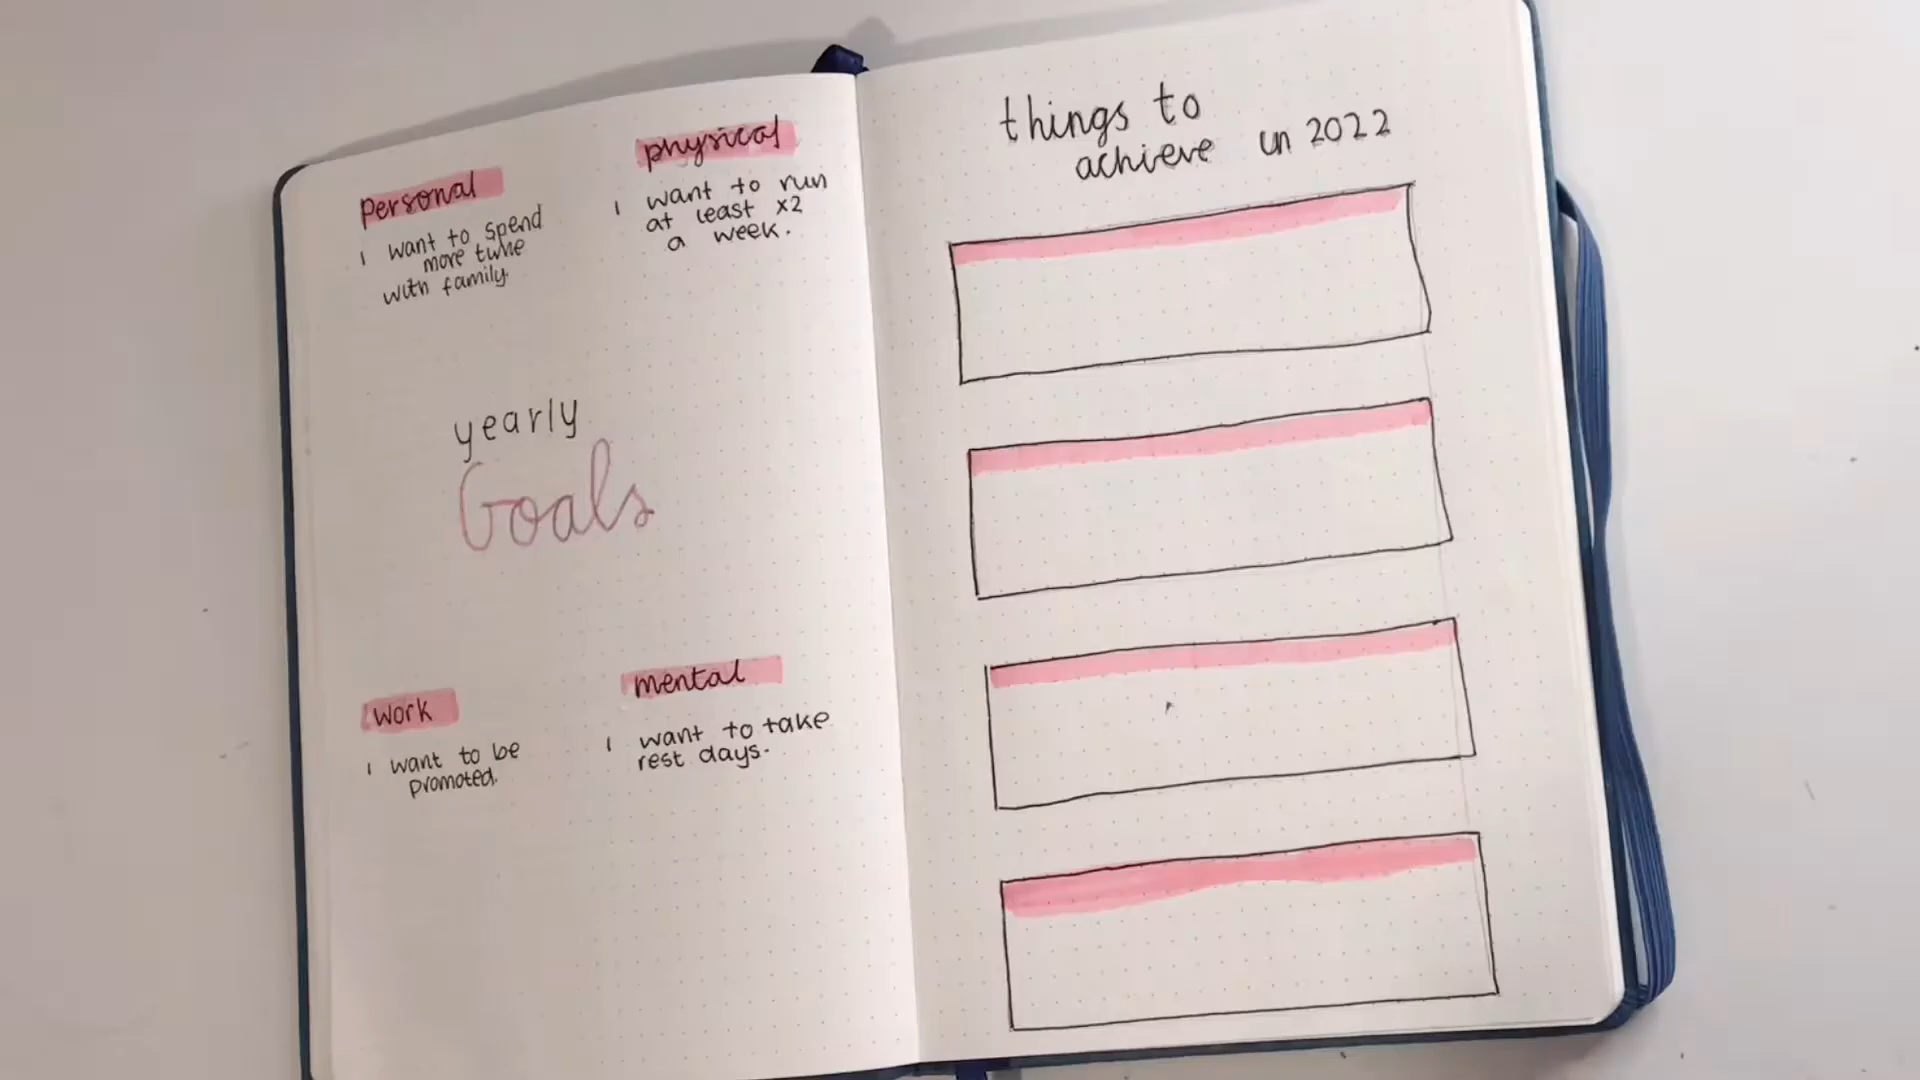 personal
I want to spend
more time
with family.
physical
I want to run
at least x2
a week.
yearly
Goals
work
I want to be
promoted.
mental
I want to take
rest days.
things to
achieve in 2022